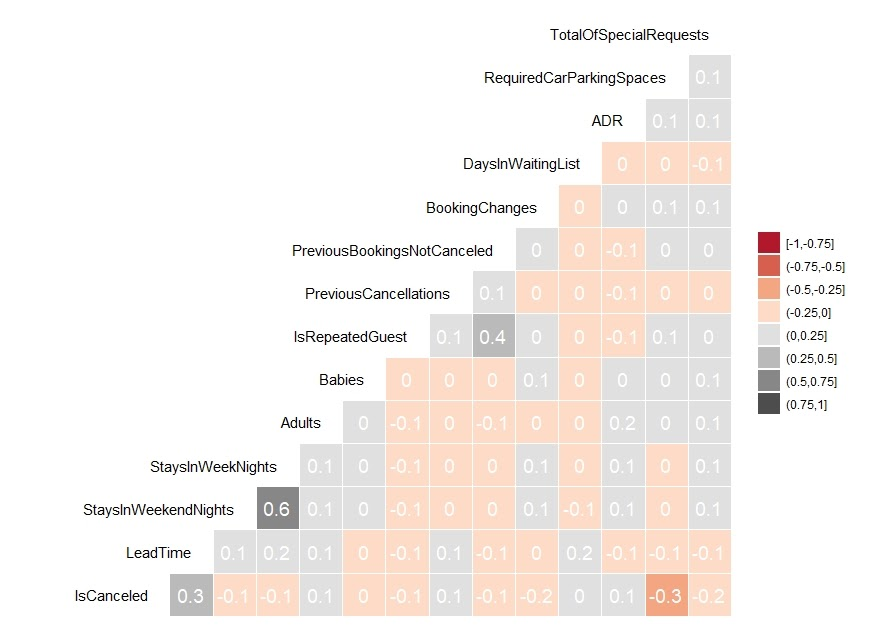 TotalOfSpecialRequests
RequiredCarParkingSpaces 0.1
ADR 0.1 0.1
DaysInWaitingList 0 0 -0.1
BookingChanges 0 0 0.1 0.1
PreviousBookingsNotCanceled 0 0 -0.1 0 0
PreviousCancellations 0.1 0 0 -0.1 0 0
IsRepeatedGuest 0.1 0.4 0 0 -0.1 0.1 0
Babies 0 0 0 0.1 0 0 0 0.1
Adults 0 -0.1 0 -0.1 0 0 0.2 0 0.1
StaysInWeekNights 0.1 0 -0.1 0 0 0.1 0 0.1 0 0.1
StaysInWeekendNights 0.6 0.1 0 -0.1 0 0 0.1 -0.1 0.1 0 0.1
LeadTime 0.1 0.2 0.1 0 -0.1 0.1 -0.1 0 0.2 -0.1 -0.1 -0.1
IsCanceled 0.3 -0.1 -0.1 0.1 0 -0.1 0.1 -0.1 -0.2 0 0.1 -0.3 -0.2
[-1,-0.75]
(-0.75,-0.5]
(-0.5,-0.25]
(-0.25,0]
(0,0.25]
(0.25,0.5]
(0.5,0.75]
(0.75,1]